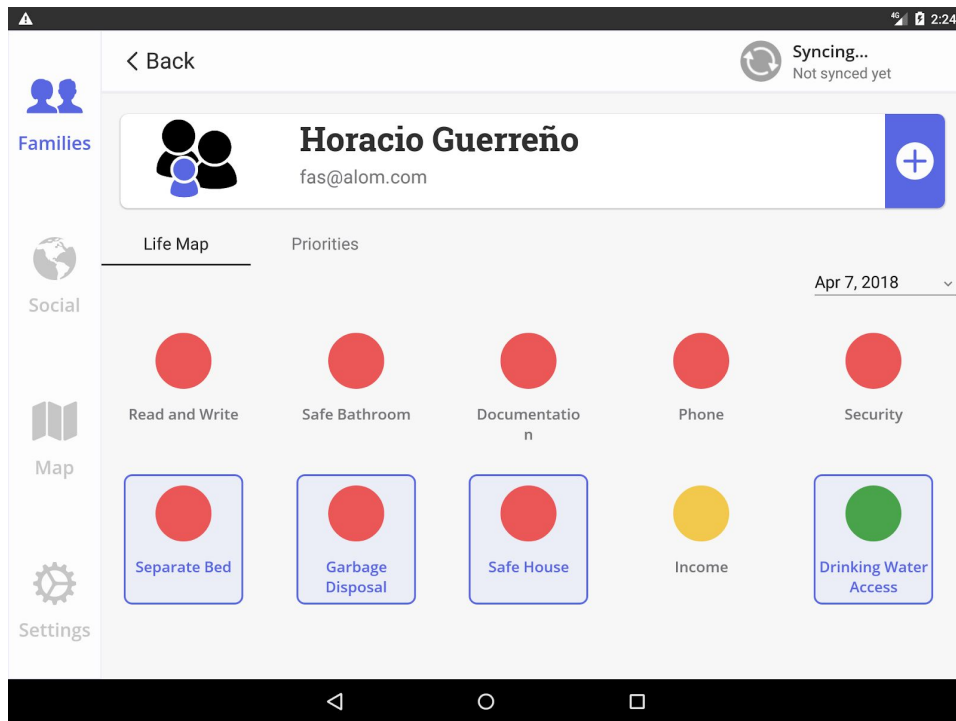 4G 2:24
Back
Syncing...
Not synced yet
Families
Horacio Guerreño
fas@alom.com
Life Map Priorities
Social
Apr 7, 2018
Read and Write Safe Bathroom Documentatio
n Phone Security
Map
Separate Bed Garbage
Disposal Safe House Income Drinking Water
Access
Settings